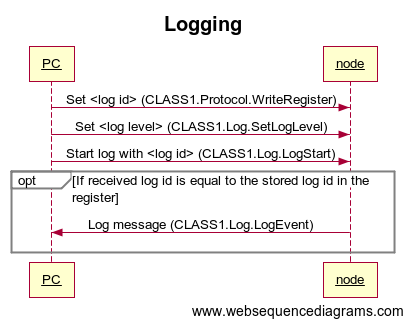 Logging
PC node
Set <log id> (CLASS1.Protocol.WriteRegister)
Set <log level> (CLASS1.Log.SetLogLevel)
Start log with <log id> (CLASS1.Log.LogStart)
opt [If received log id is equal to the stored log id in the
register]
Log message (CLASS1.Log.LogEvent)
PC node
www.websequencediagrams.com